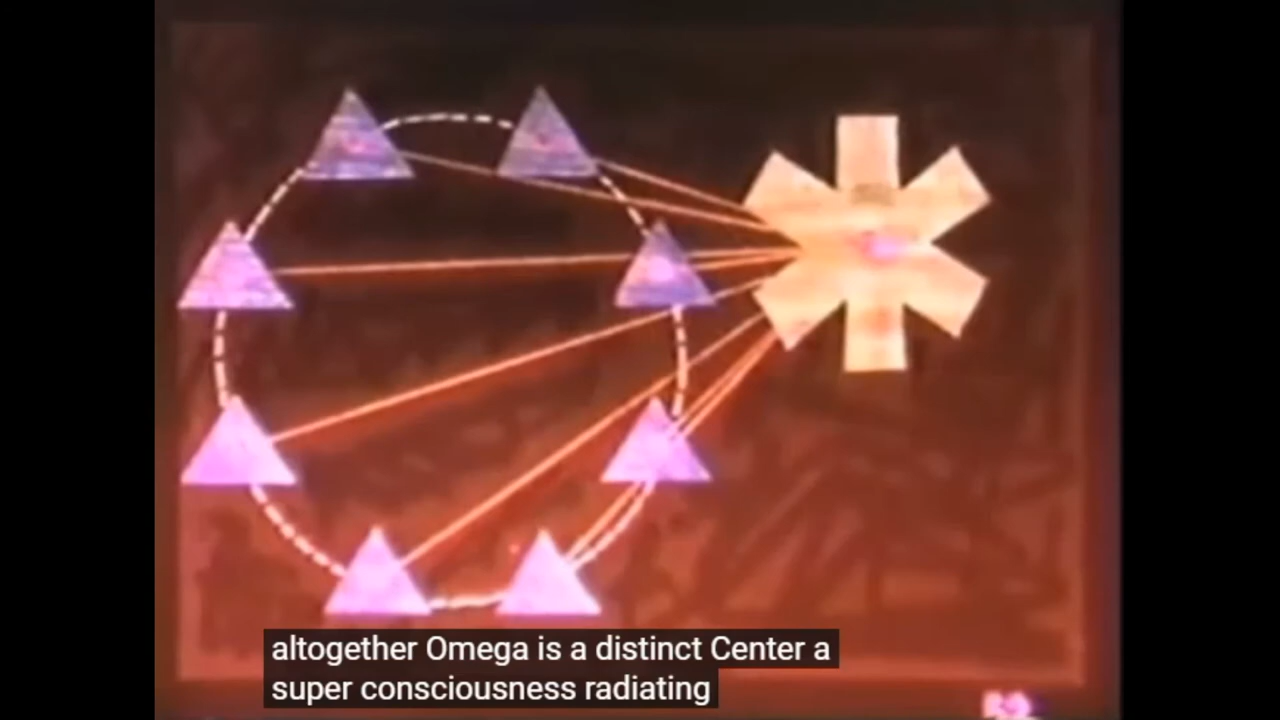 altogether Omega is a distinct Center a
super consciousness radiating